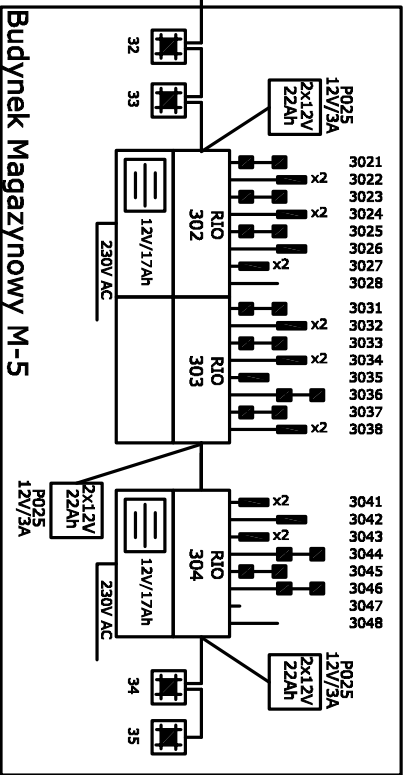 Budynek Magazynowy M-5
32
33
P025
12V/3A
2x12V
22Ah
3021
3022
x2
3023
3024
x2
3025
3026
3027
x2
3028
RIO
302
12V/17Ah
230V AC
3031
3032
x2
3033
3034
x2
3035
3036
3037
3038
x2
RIO
303
2x12V
22Ah
P025
12V/3A
3041
x2
3042
3043
x2
3044
3045
3046
3047
3048
RIO
304
12V/17Ah
230V AC
P025
12V/3A
2x12V
22Ah
34
35